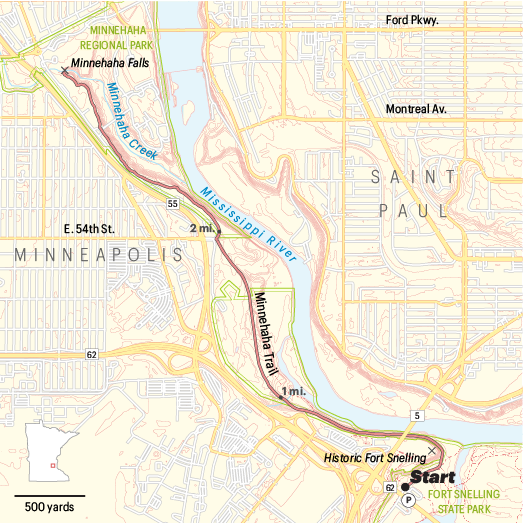 Ford Pkwy.
MINNEHAHA
REGIONAL PARK
Minnehaha Falls
Minnehaha Creek
Montreal Av.
SAINT
PAUL
55
Mississippi River
E. 54th St.
2 mi.
MINNEAPOLIS
Minnehaha Trail
62
1 mi.
5
Historic Fort Snelling
Start
62
P
FORT SNELLING
STATE PARK
500 yards